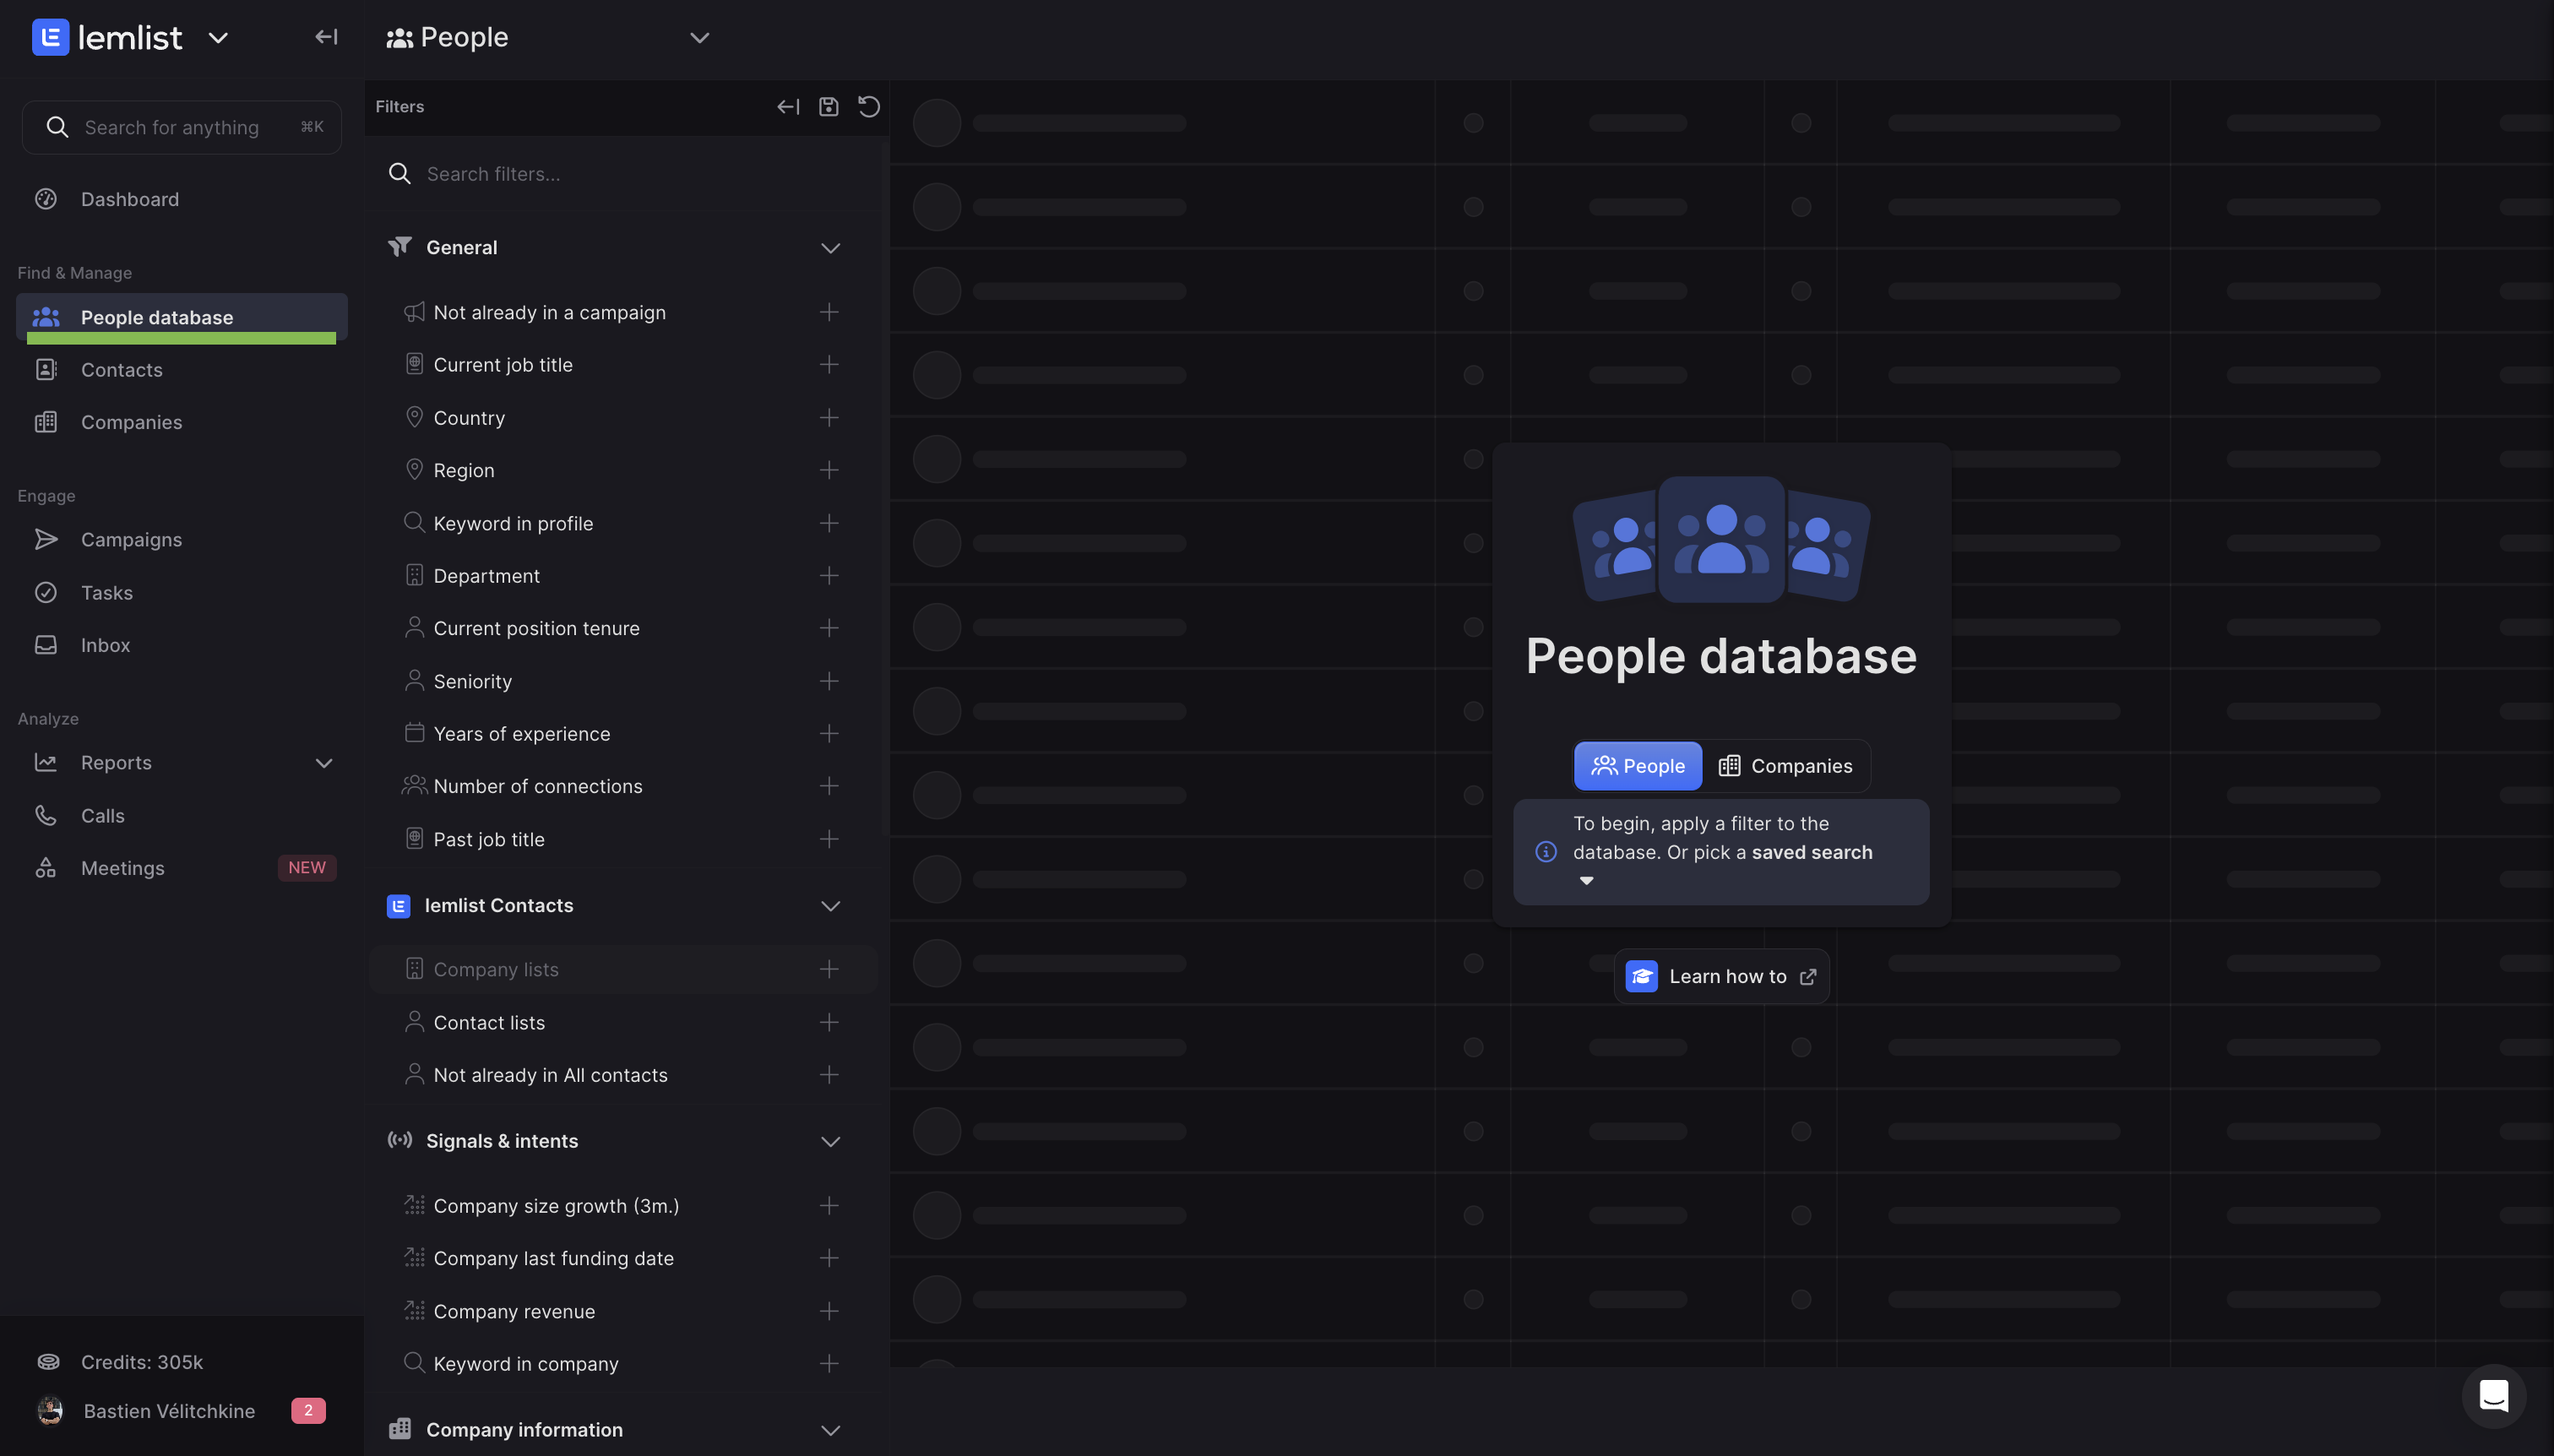 lemlist
Search for anything
⌘K
Dashboard
Find & Manage
People database
Contacts
Companies
Engage
Campaigns
Tasks
Inbox
Analyze
Reports
Calls
Meetings
NEW
Credits: 305k
Bastien Vélitchkine
2
People
Filters
Search filters...
General
Not already in a campaign
Current job title
Country
Region
Keyword in profile
Department
Current position tenure
Seniority
Years of experience
Number of connections
Past job title
lemlist Contacts
Company lists
Contact lists
Not already in All contacts
Signals & intents
Company size growth (3m.)
Company last funding date
Company revenue
Keyword in company
Company information
People database
People
Companies
To begin, apply a filter to the
database. Or pick a saved search
Learn how to